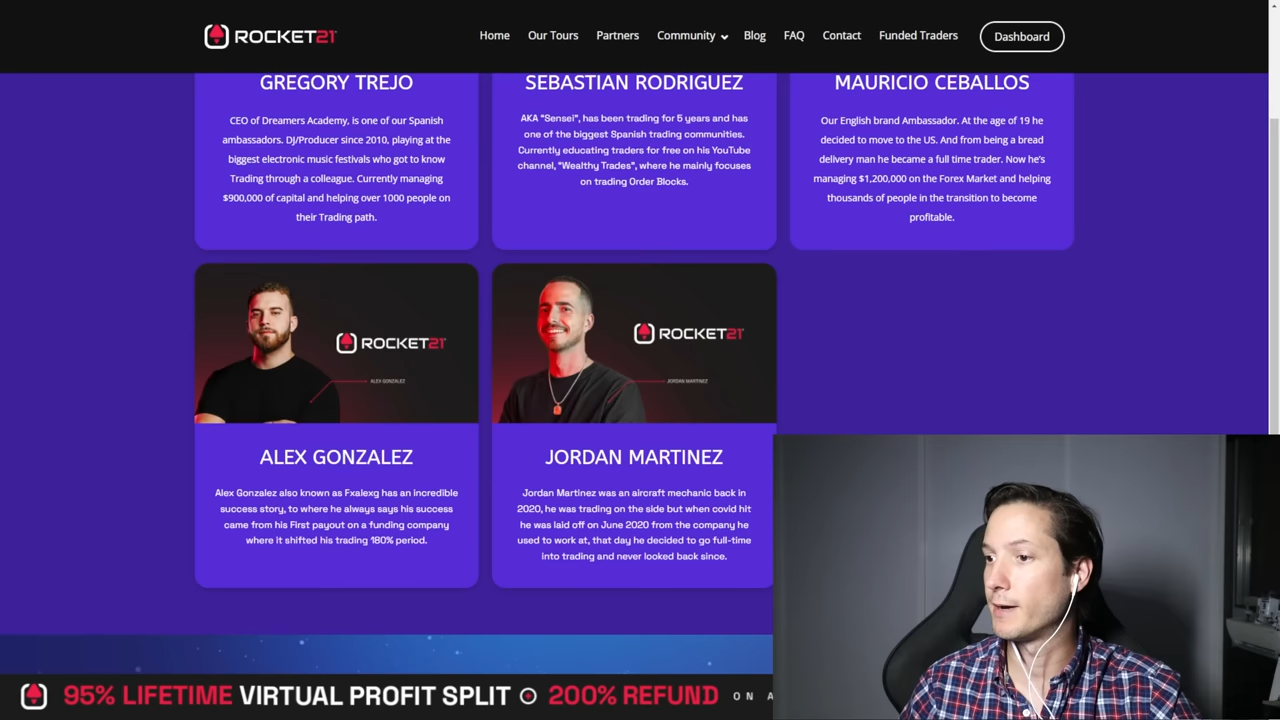 ROCKET21
Home Our Tours Partners Community Blog FAQ Contact Funded Traders Dashboard
GREGORY TREJO
CEO of Dreamers Academy, is one of our Spanish
ambassadors. DJ/Producer since 2010, playing at the
biggest electronic music festivals who got to know
Trading through a colleague. Currently managing
$900,000 of capital and helping over 1000 people on
their Trading path.
SEBASTIAN RODRIGUEZ
AKA "Sensei", has been trading for 5 years and has
one of the biggest Spanish trading communities.
Currently educating traders for free on his YouTube
channel, "Wealthy Trades", where he mainly focuses
on trading Order Blocks.
MAURICIO CEBALLOS
Our English brand Ambassador. At the age of 19 he
decided to move to the US. And from being a bread
delivery man he became a full time trader. Now he's
managing $1,200,000 on the Forex Market and helping
thousands of people in the transition to become
profitable.
ROCKET21
ALEX GONZALEZ
ALEX GONZALEZ
Alex Gonzalez also known as Fxalexg has an incredible
success story, to where he always says his success
came from his First payout on a funding company
where it shifted his trading 180% period.
ROCKET21
JORDAN MARTINEZ
JORDAN MARTINEZ
Jordan Martinez was an aircraft mechanic back in
2020, he was trading on the side but when covid hit
he was laid off on June 2020 from the company he
used to work at, that day he decided to go full-time
into trading and never looked back since.
95% LIFETIME VIRTUAL PROFIT SPLIT 200% REFUND ON A